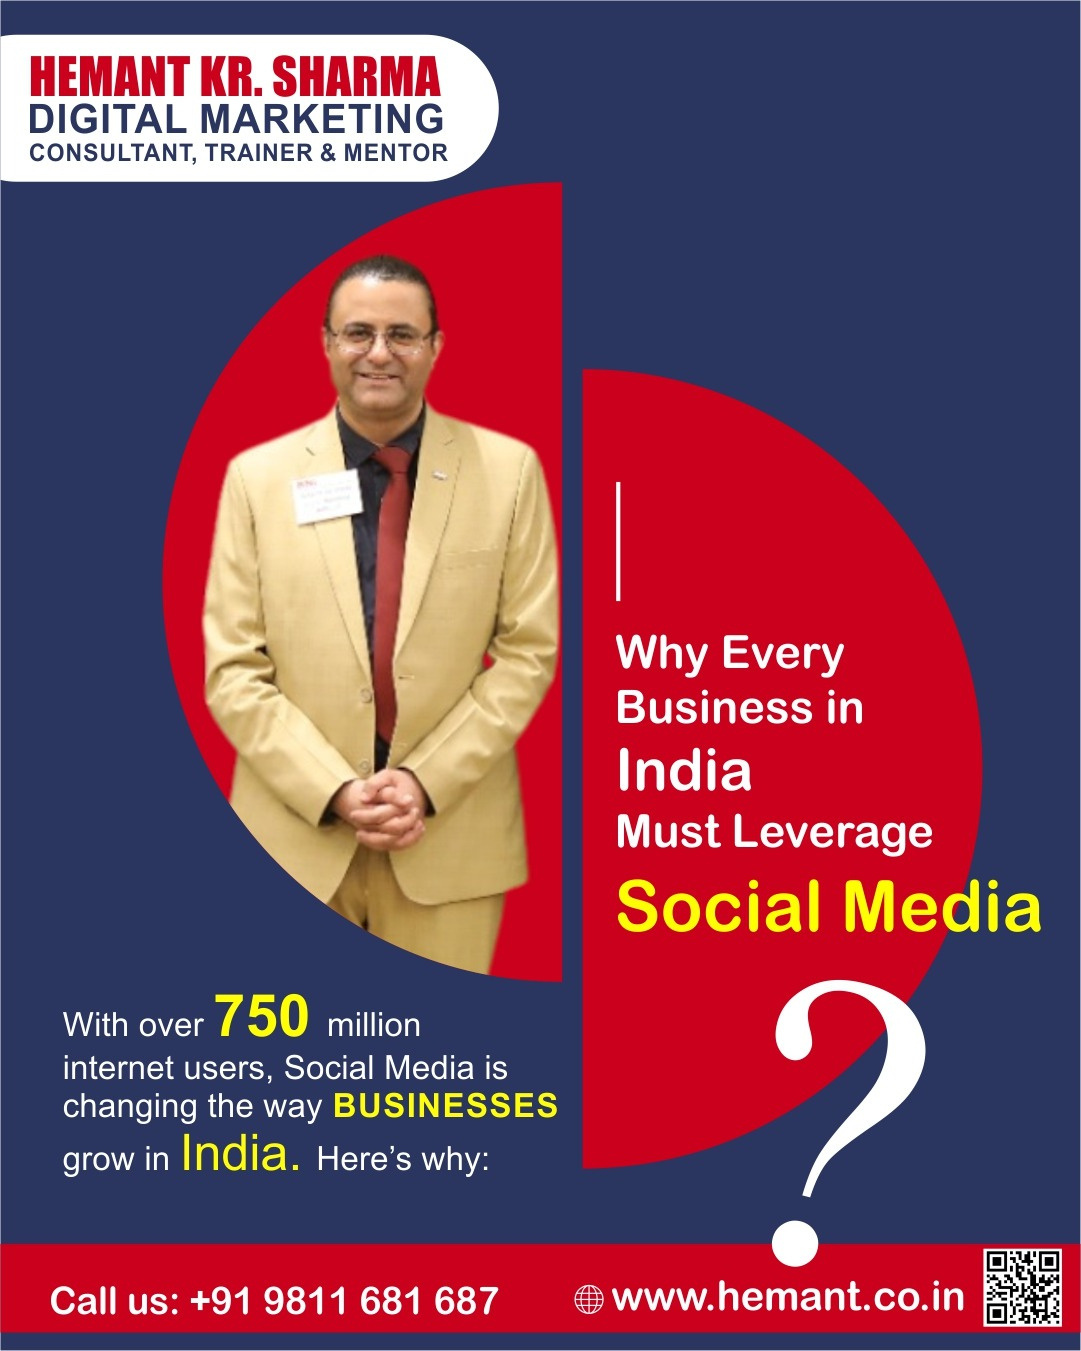 HEMANT KR. SHARMA
DIGITAL MARKETING
CONSULTANT, TRAINER & MENTOR
Why Every
Business in
India
Must Leverage
Social Media
?
With over 750 million
internet users, Social Media is
changing the way BUSINESSES
grow in India. Here's why:
Call us: +91 9811 681 687
www.hemant.co.in